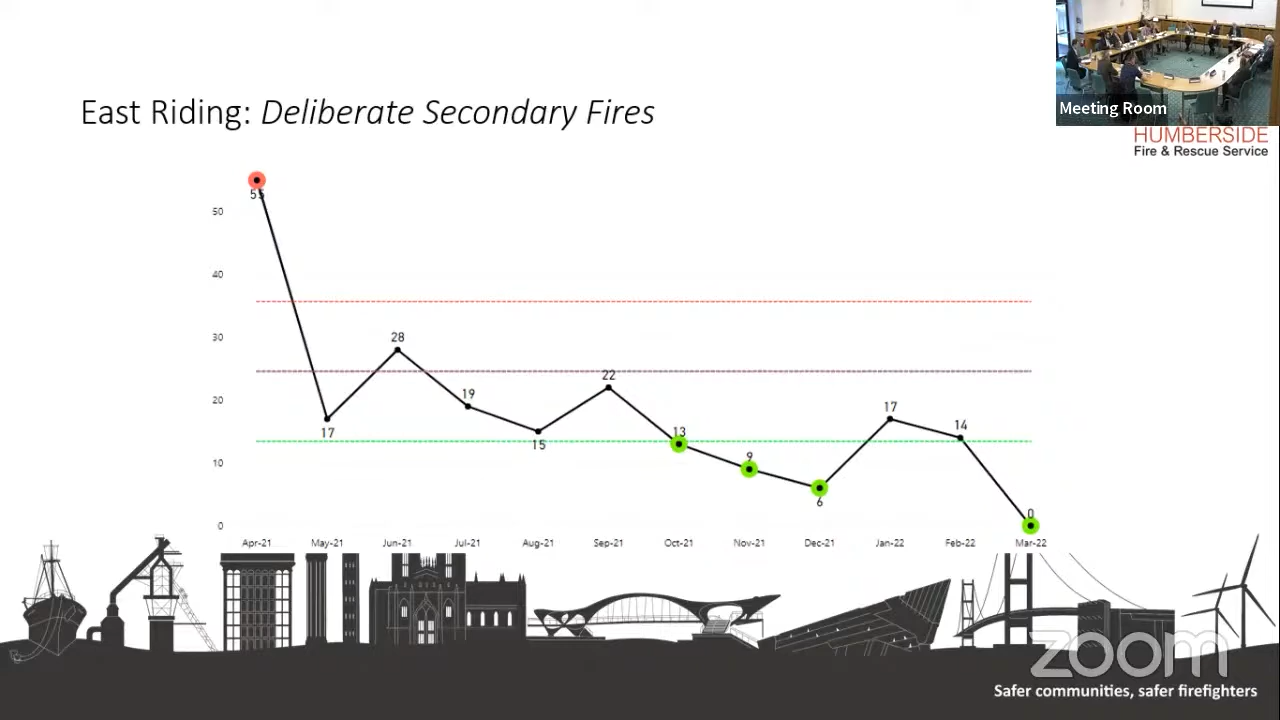 Meeting Room
HUMBERSIDE
Fire & Rescue Service
East Riding: Deliberate Secondary Fires
55
50
40
30
20
10
0
17
28
19
15
22
13
9
6
17
14
0
Apr-21 May-21 Jun-21 Jul-21 Aug-21 Sep-21 Oct-21 Nov-21 Dec-21 Jan-22 Feb-22 Mar-22
zoom
Safer communities, safer firefighters